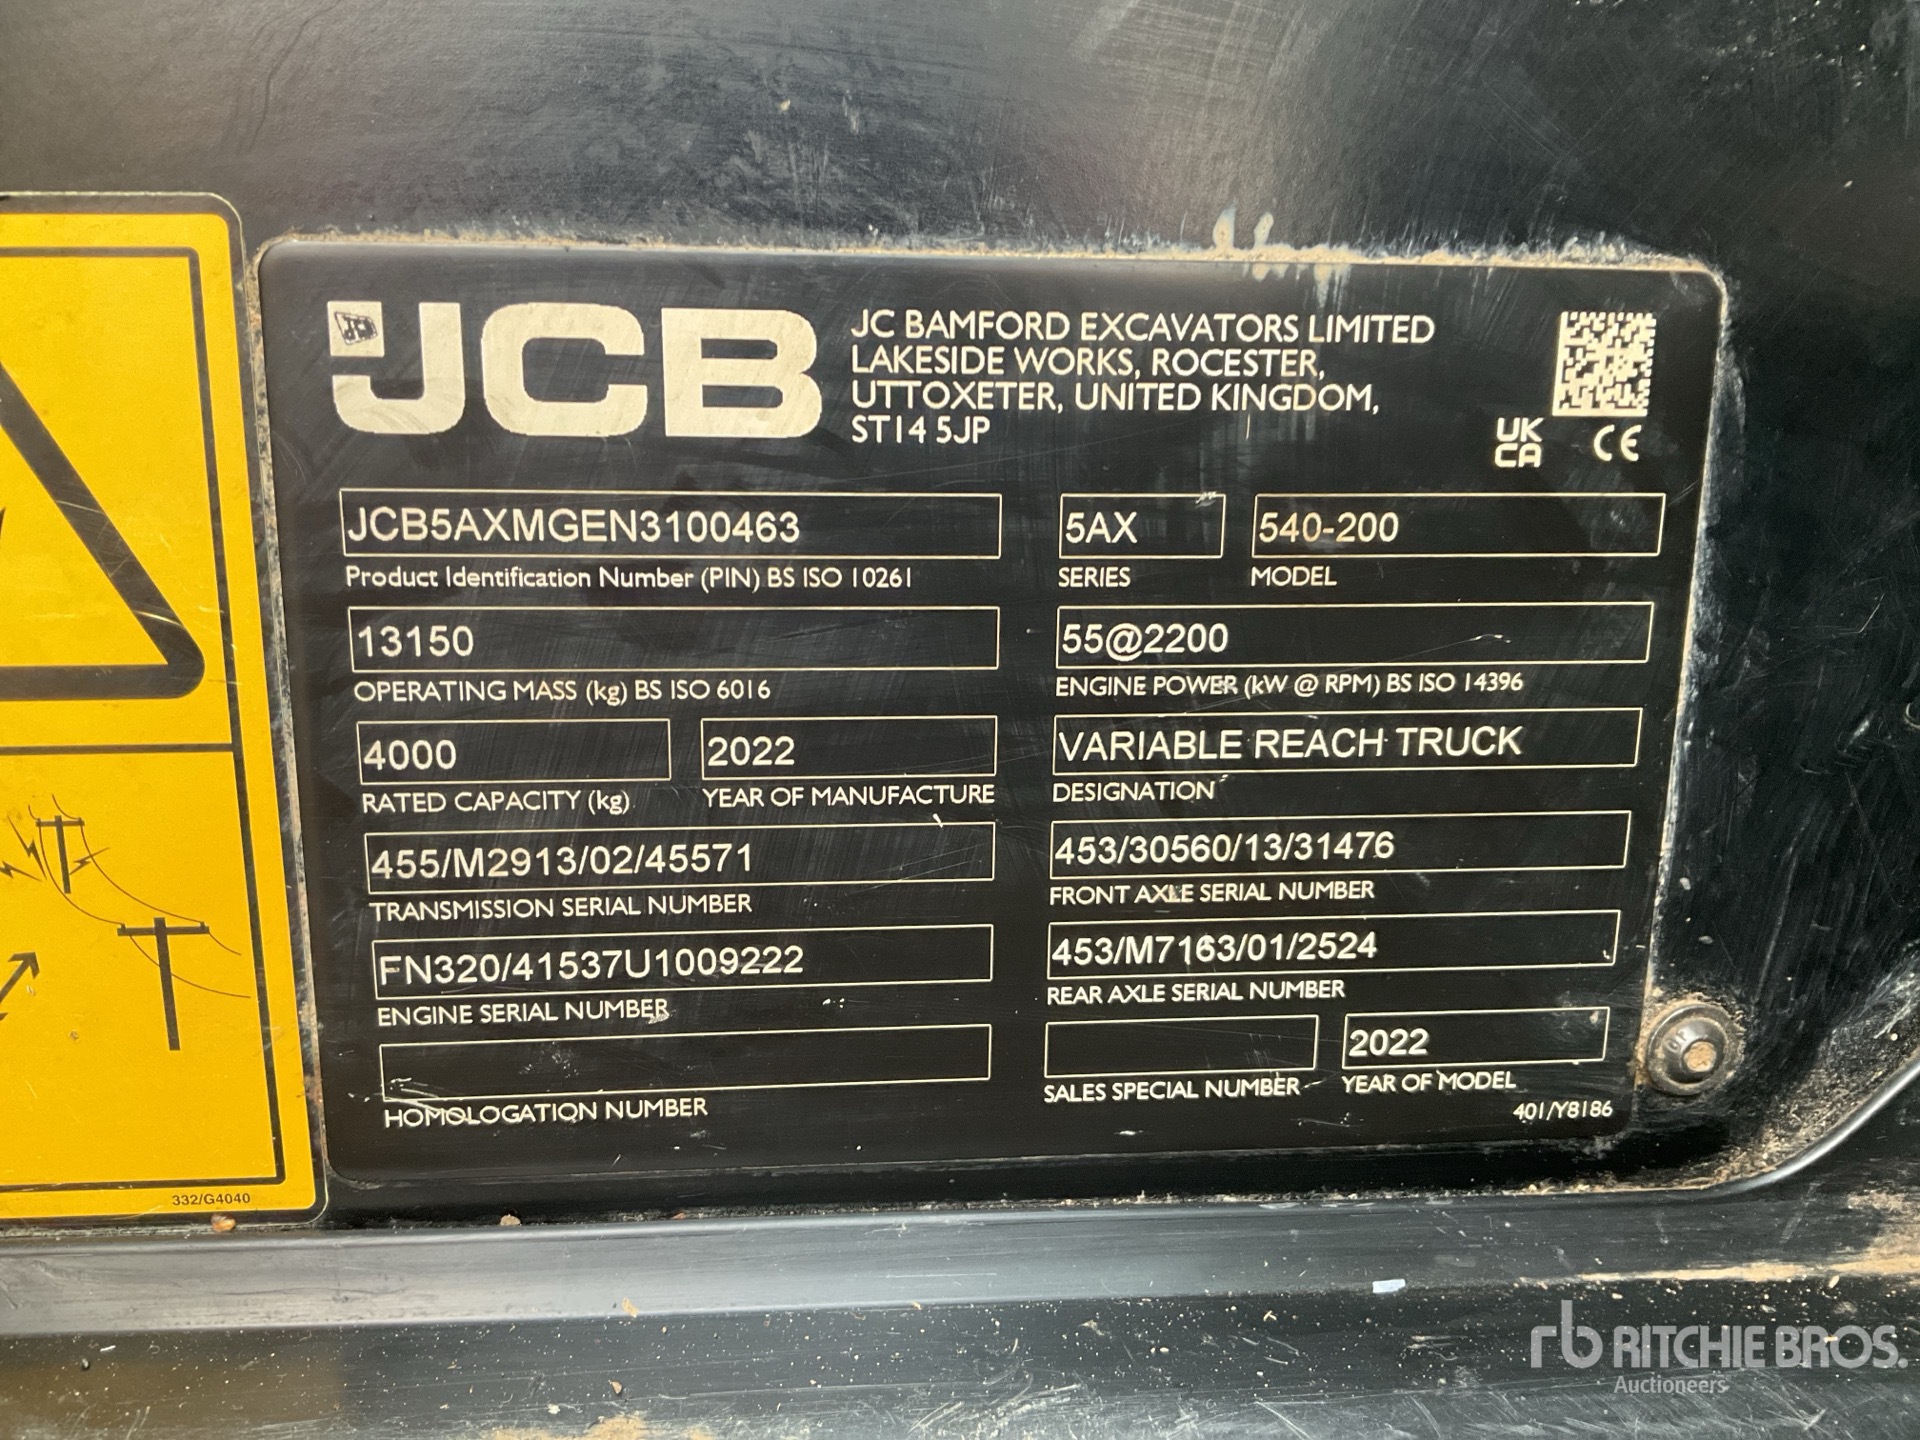 JCB
JC BAMFORD EXCAVATORS LIMITED
LAKESIDE WORKS, ROCESTER,
UTTOXETER, UNITED KINGDOM,
ST14 5JP
UK
CA
CE
JCB5AXMGEN3100463
Product Identification Number (PIN) BS ISO 10261
5AX
SERIES
540-200
MODEL
13150
OPERATING MASS (kg) BS ISO 6016
55@2200
ENGINE POWER (kW @ RPM) BS ISO 14396
4000
RATED CAPACITY (kg)
2022
YEAR OF MANUFACTURE
VARIABLE REACH TRUCK
DESIGNATION
455/M2913/02/45571
TRANSMISSION SERIAL NUMBER
453/30560/13/31476
FRONT AXLE SERIAL NUMBER
FN320/41537U1009222
ENGINE SERIAL NUMBER
453/M7163/01/2524
REAR AXLE SERIAL NUMBER
HOMOLOGATION NUMBER
SALES SPECIAL NUMBER
2022
YEAR OF MODEL
401/Y8186
332/G4040
rb RITCHIE BROS.
Auctioneers